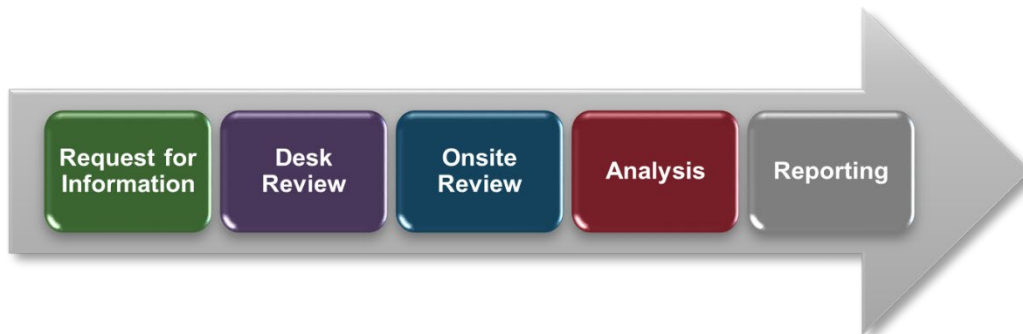 Request for
Information
Desk
Review
Onsite
Review
Analysis
Reporting